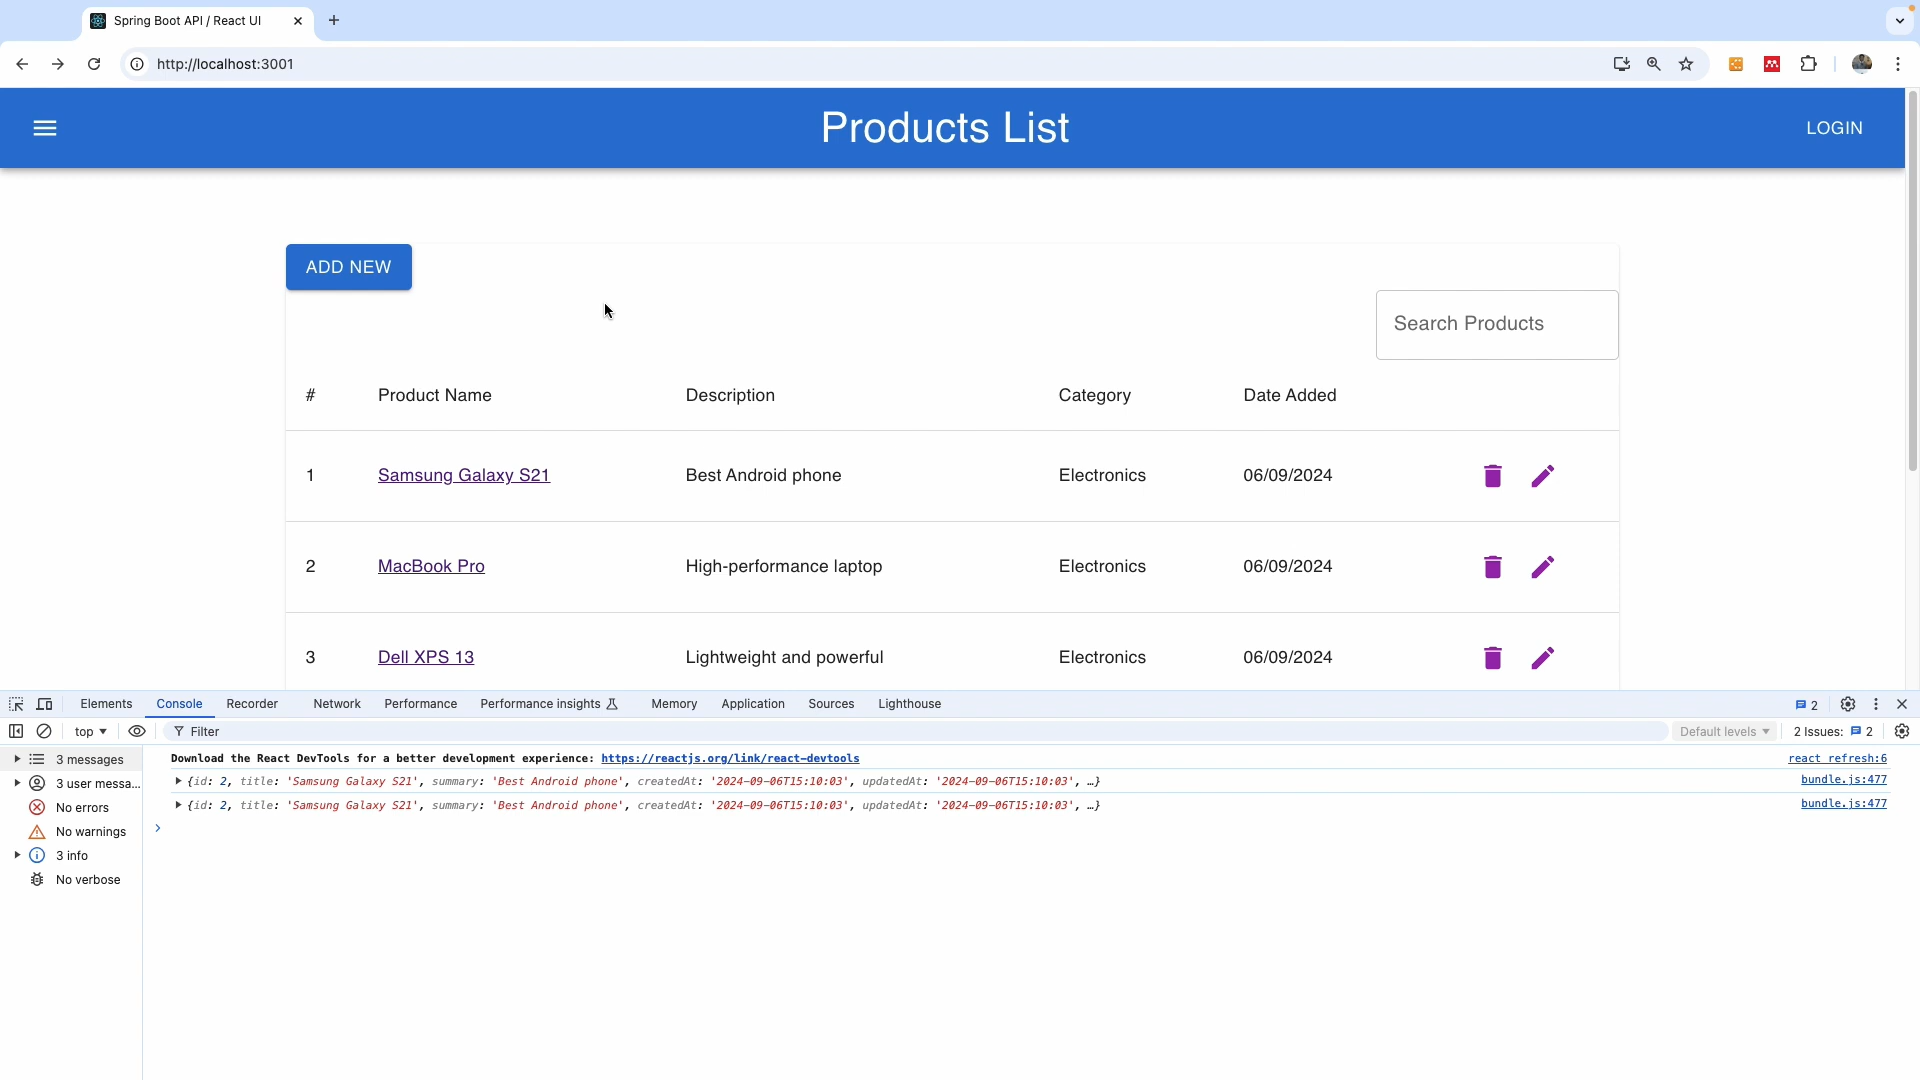 Spring Boot API / React UI
http://localhost:3001
Products List
LOGIN
ADD NEW
Search Products
# Product Name Description Category Date Added
1 Samsung Galaxy S21 Best Android phone Electronics 06/09/2024
2 MacBook Pro High-performance laptop Electronics 06/09/2024
3 Dell XPS 13 Lightweight and powerful Electronics 06/09/2024
Elements Console Recorder Network Performance Performance insights Memory Application Sources Lighthouse 2
top Filter Default levels 2 Issues: 2
3 messages
3 user messa...
No errors
No warnings
3 info
No verbose
Download the React DevTools for a better development experience: https://reactjs.org/link/react-devtools react refresh:6
{id: 2, title: 'Samsung Galaxy S21', summary: 'Best Android phone', createdAt: '2024-09-06T15:10:03', updatedAt: '2024-09-06T15:10:03', …} bundle.js:477
{id: 2, title: 'Samsung Galaxy S21', summary: 'Best Android phone', createdAt: '2024-09-06T15:10:03', updatedAt: '2024-09-06T15:10:03', …} bundle.js:477